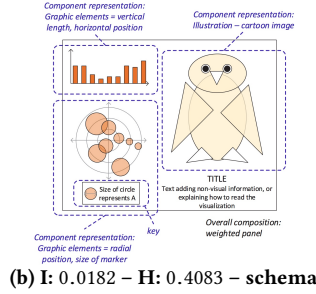 Component representation:
Graphic elements = vertical
length, horizontal position
Component representation:
Illustration – cartoon image
TITLE
Text adding non-visual information, or
explaining how to read the
visualization
Size of circle
represents A
key
Overall composition:
weighted panel
Component representation:
Graphic elements = radial
position, size of marker
(b) I: 0.0182 – H: 0.4083 – schema